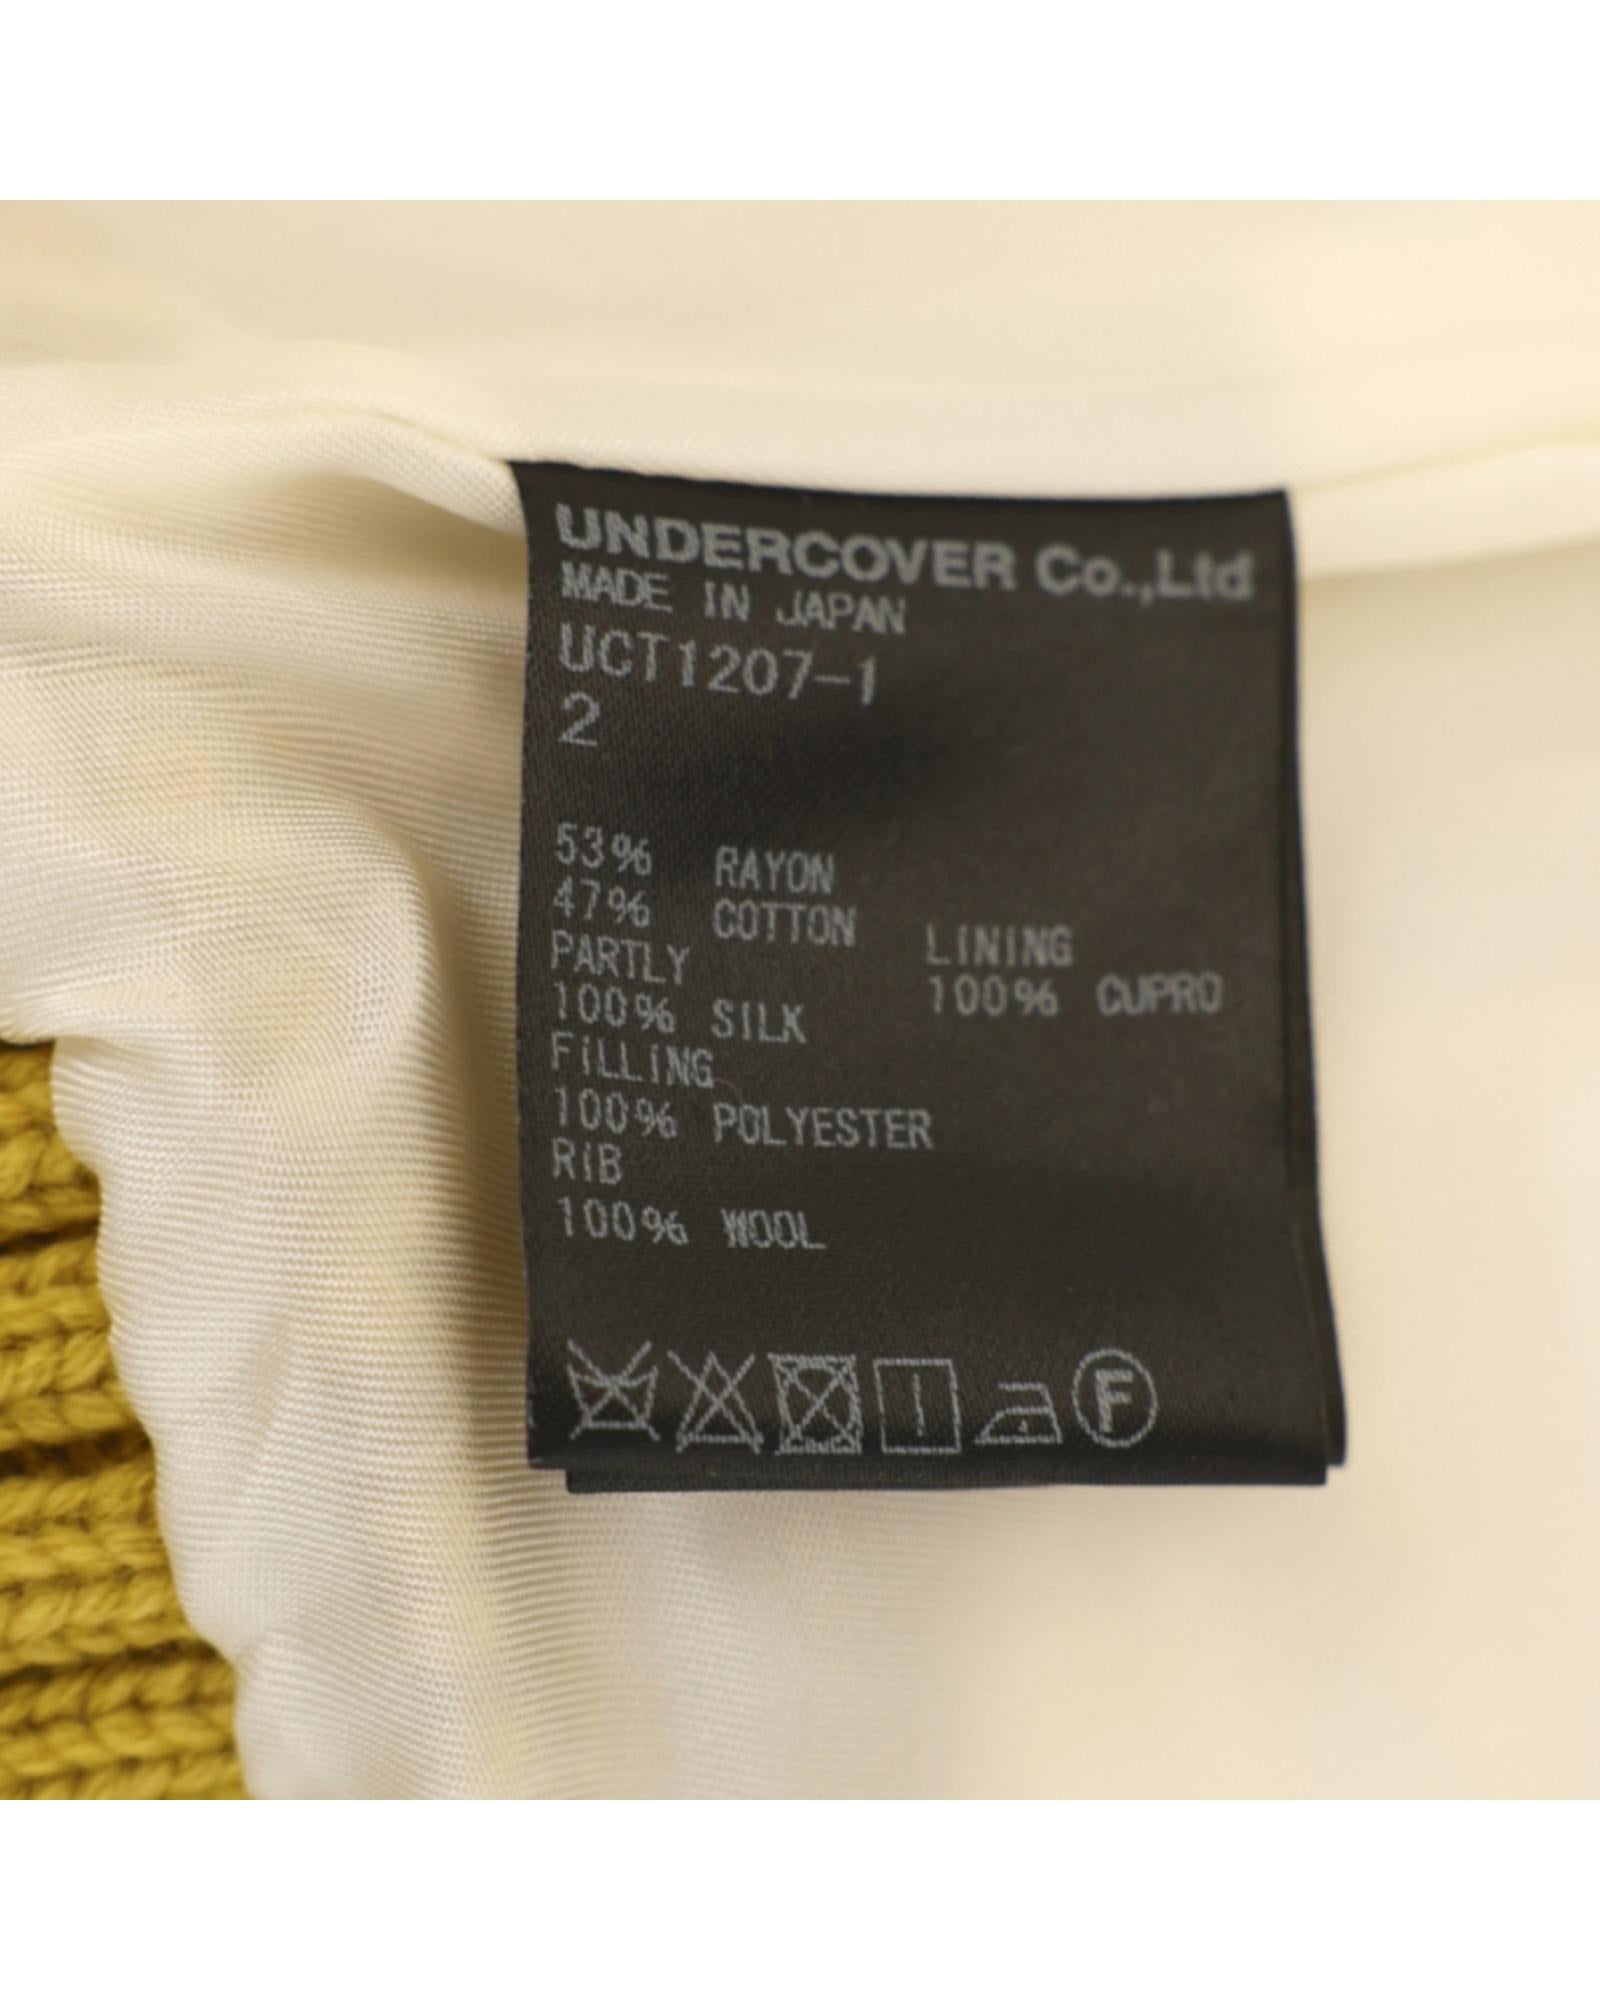 UNDERCOVER Co.,Ltd
MADE IN JAPAN
UCT1207-1
2
53% RAYON
47% COTTON
PARTLY
100% SILK
FILLING
100% POLYESTER
RIB
100% WOOL
LINING
100% CUPRO
F